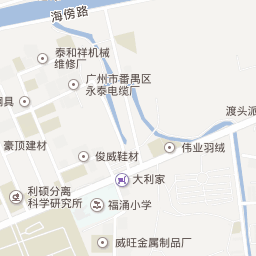 海傍路
泰和祥机械
维修厂
广州市番禺区
永泰电缆厂
周具
渡头派
豪顶建材
伟业羽绒
俊威鞋材
大利家
利硕分离
科学研究所
福涌小学
威旺金属制品厂